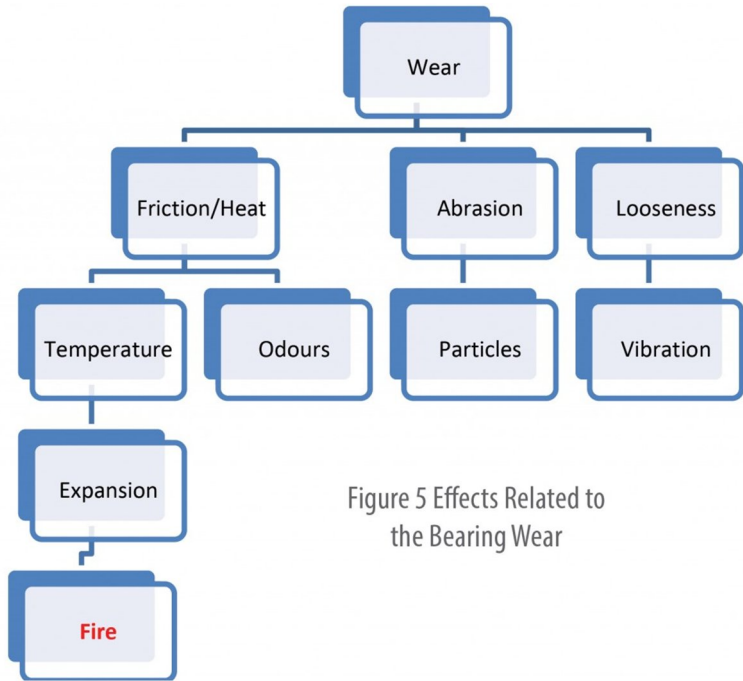 Wear
Friction/Heat
Abrasion
Looseness
Temperature
Odours
Particles
Vibration
Expansion
Figure 5 Effects Related to
the Bearing Wear
Fire